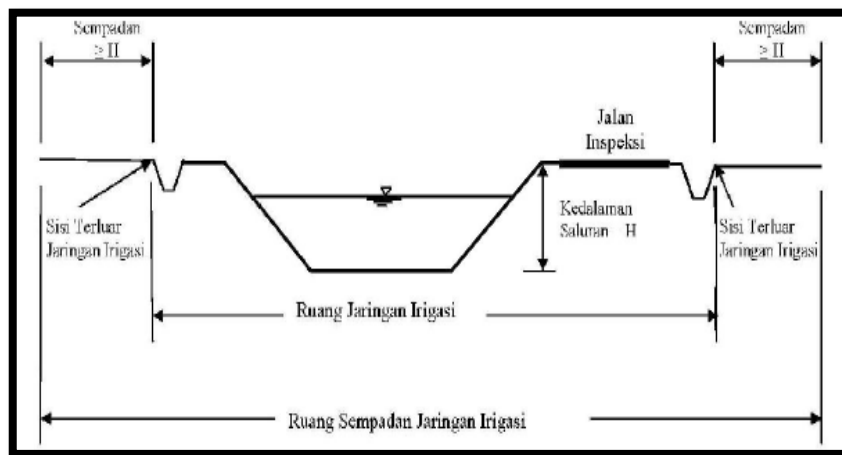 Sempadan
≥ H
Sempadan
≥ H
Jalan
Inspeksi
Sisi Terluar
Jaringan Irigasi
Kedalaman
Saluran H
Sisi Terluar
Jaringan Irigasi
Ruang Jaringan Irigasi
Ruang Sempadan Jaringan Irigasi